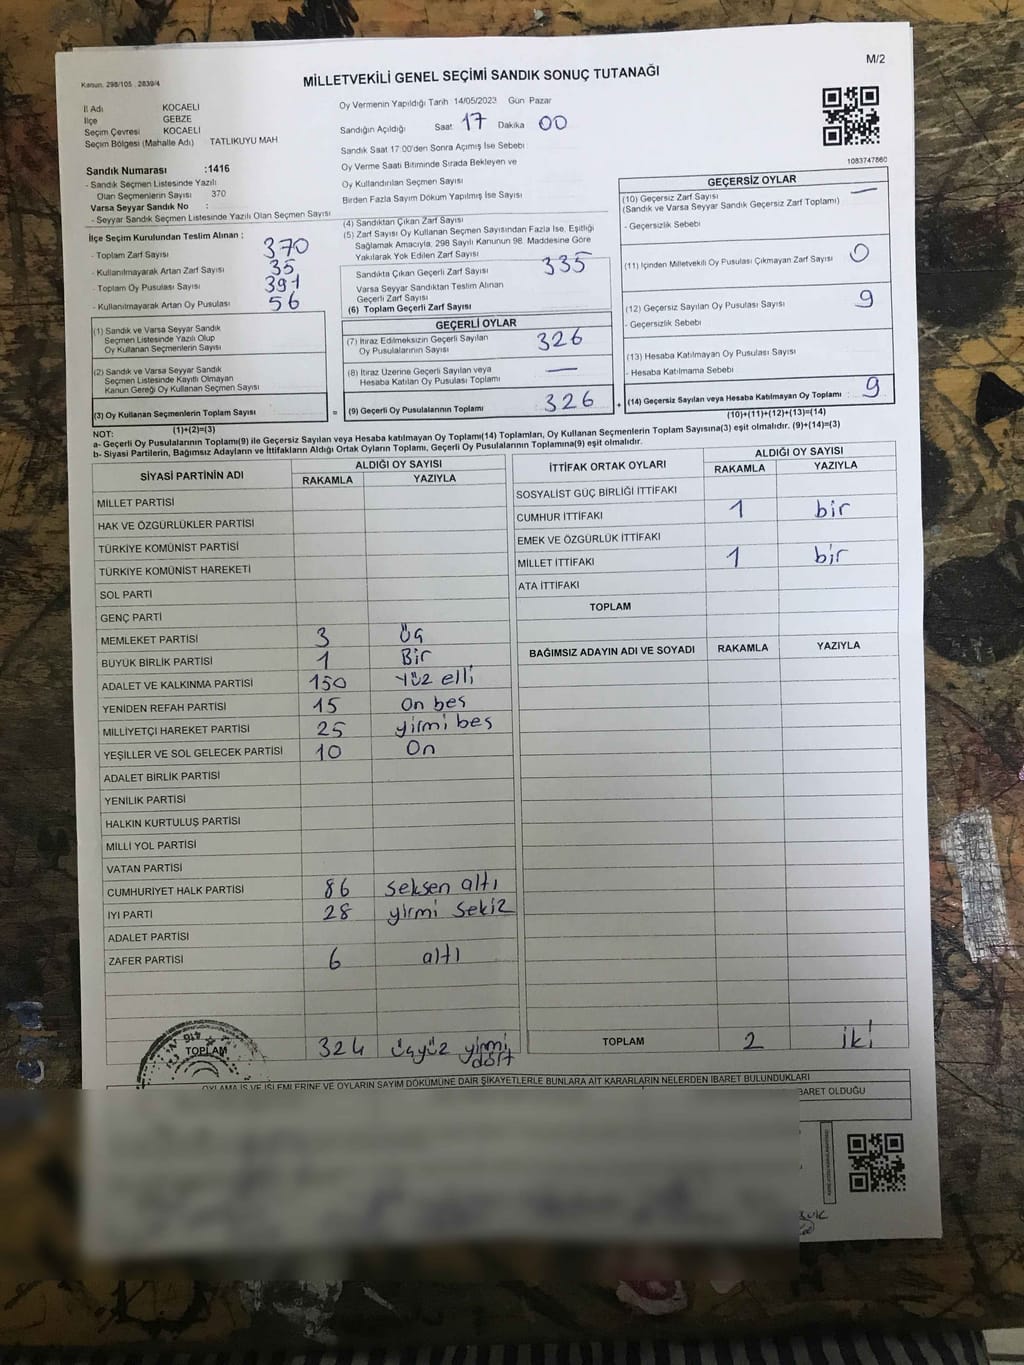 Kanun. 298/105 2839/4
MİLLETVEKİLİ GENEL SEÇİMİ SANDIK SONUÇ TUTANAĞI
M/2
İl Adı KOCAELİ
İlçe GEBZE
Seçim Çevresi KOCAELİ
Seçim Bölgesi (Mahalle Adı) TATLIKUYU MAH
Sandık Numarası :1416
- Sandık Seçmen Listesinde Yazılı
Olan Seçmenlerin Sayısı 370
Varsa Seyyar Sandık No :
- Seyyar Sandık Seçmen Listesinde Yazılı Olan Seçmen Sayısı
İlçe Seçim Kurulundan Teslim Alınan :
- Toplam Zarf Sayısı 370
- Kullanılmayarak Artan Zarf Sayısı 35
- Toplam Oy Pusulası Sayısı 391
- Kullanılmayarak Artan Oy Pusulası 56
(1) Sandık ve Varsa Seyyar Sandık
Seçmen Listesinde Yazılı Olup
Oy Kullanan Seçmenlerin Sayısı
(2) Sandık ve Varsa Seyyar Sandık
Seçmen Listesinde Kayıtlı Olmayan
Kanun Gereği Oy Kullanan Seçmen Sayısı
(3) Oy Kullanan Seçmenlerin Toplam Sayısı
(1)+(2)=(3)
Oy Vermenin Yapıldığı Tarih 14/05/2023 Gün Pazar
Sandığın Açıldığı Saat 17 Dakika 00
Sandık Saat 17:00'den Sonra Açımış İse Sebebi
Oy Verme Saati Bitiminde Sırada Bekleyen ve
Oy Kullandırılan Seçmen Sayısı
Birden Fazla Sayım Döküm Yapılmış İse Sayısı
(4) Sandıktan Çıkan Zarf Sayısı
(5) Zarf Sayısı Oy Kullanan Seçmen Sayısından Fazla İse, Eşitliği
Sağlamak Amacıyla, 298 Sayılı Kanunun 98. Maddesine Göre
Yakılarak Yok Edilen Zarf Sayısı
Sandıkta Çıkan Geçerli Zarf Sayısı 335
Varsa Seyyar Sandıktan Teslim Alınan
Geçerli Zarf Sayısı
(6) Toplam Geçerli Zarf Sayısı
GEÇERLİ OYLAR
(7) İtiraz Edilmeksizin Geçerli Sayılan
Oy Pusulalarının Sayısı 326
(8) İtiraz Üzerine Geçerli Sayılan veya
Hesaba Katılan Oy Pusulası Toplamı —
= (9) Geçerli Oy Pusulalarının Toplamı 326 +
1083747860
GEÇERSİZ OYLAR
(10) Geçersiz Zarf Sayısı —
(Sandık ve Varsa Seyyar Sandık Geçersiz Zarf Toplamı)
- Geçersizlik Sebebi
(11) İçinden Milletvekili Oy Pusulası Çıkmayan Zarf Sayısı 0
(12) Geçersiz Sayılan Oy Pusulası Sayısı 9
- Geçersizlik Sebebi
(13) Hesaba Katılmayan Oy Pusulası Sayısı
- Hesaba Katılmama Sebebi
(14) Geçersiz Sayılan veya Hesaba Katılmayan Oy Toplamı 9
(10)+(11)+(12)+(13)=(14)
NOT:
a- Geçerli Oy Pusulalarının Toplamı(9) ile Geçersiz Sayılan veya Hesaba katılmayan Oy Toplamı(14) Toplamları, Oy Kullanan Seçmenlerin Toplam Sayısına(3) eşit olmalıdır. (9)+(14)=(3)
b- Siyasi Partilerin, Bağımsız Adayların ve İttifakların Aldığı Ortak Oyların Toplamı, Geçerli Oy Pusulalarının Toplamına(9) eşit olmalıdır.
SİYASİ PARTİNİN ADI ALDIĞI OY SAYISI
RAKAMLA YAZIYLA
MİLLET PARTİSİ
HAK VE ÖZGÜRLÜKLER PARTİSİ
TÜRKİYE KOMÜNİST PARTİSİ
TÜRKİYE KOMÜNİST HAREKETİ
SOL PARTİ
GENÇ PARTİ
MEMLEKET PARTİSİ 3 üç
BÜYÜK BİRLİK PARTİSİ 1 Bir
ADALET VE KALKINMA PARTİSİ 150 Yüz elli
YENİDEN REFAH PARTİSİ 15 On bes
MİLLİYETÇİ HAREKET PARTİSİ 25 yirmi bes
YEŞİLLER VE SOL GELECEK PARTİSİ 10 On
ADALET BİRLİK PARTİSİ
YENİLİK PARTİSİ
HALKIN KURTULUŞ PARTİSİ
MİLLİ YOL PARTİSİ
VATAN PARTİSİ
CUMHURİYET HALK PARTİSİ 86 seksen altı
İYİ PARTİ 28 yirmi sekiz
ADALET PARTİSİ
ZAFER PARTİSİ 6 altı
TOPLAM 324 üçyüz yirmi
dört
İTTİFAK ORTAK OYLARI ALDIĞI OY SAYISI
RAKAMLA YAZIYLA
SOSYALİST GÜÇ BİRLİĞİ İTTİFAKI
CUMHUR İTTİFAKI 1 bir
EMEK VE ÖZGÜRLÜK İTTİFAKI
MİLLET İTTİFAKI 1 bir
ATA İTTİFAKI
TOPLAM
BAĞIMSIZ ADAYIN ADI VE SOYADI RAKAMLA YAZIYLA
TOPLAM 2 iki
OYLAMA İŞ VE İŞLEMLERİNE VE OYLARIN SAYIM DÖKÜMÜNE DAİR ŞİKAYETLERLE BUNLARA AİT KARARLARIN NELERDEN İBARET BULUNDUKLARI
BARET OLDUĞU